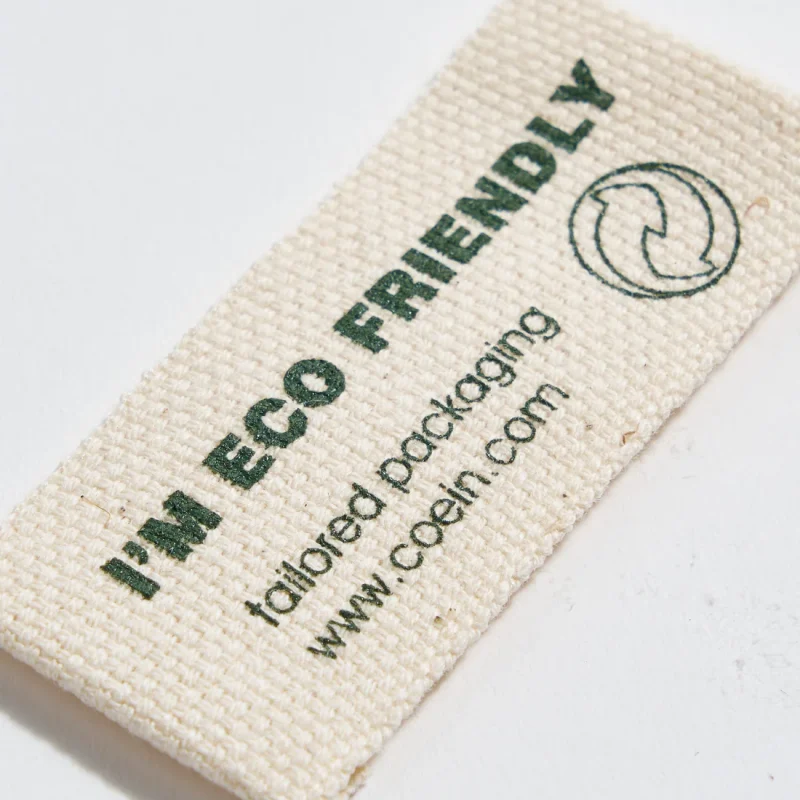 I'M ECO FRIENDLY
tailored packaging
www.coein.com